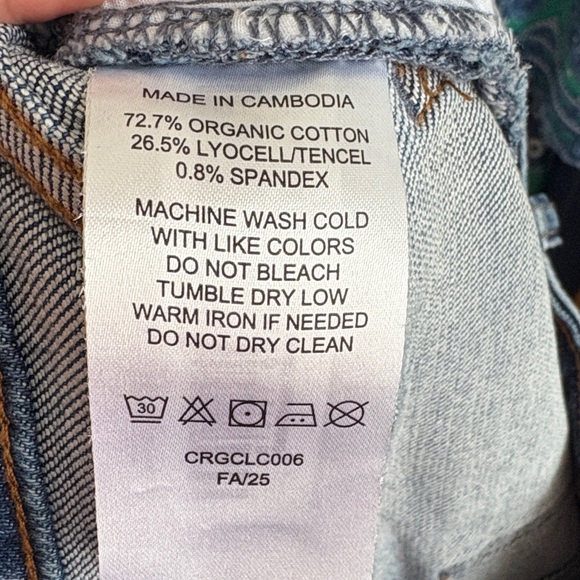 MADE IN CAMBODIA
72.7% ORGANIC COTTON
26.5% LYOCELL/TENCEL
0.8% SPANDEX
MACHINE WASH COLD
WITH LIKE COLORS
DO NOT BLEACH
TUMBLE DRY LOW
WARM IRON IF NEEDED
DO NOT DRY CLEAN
30
CRGCLC006
FA/25